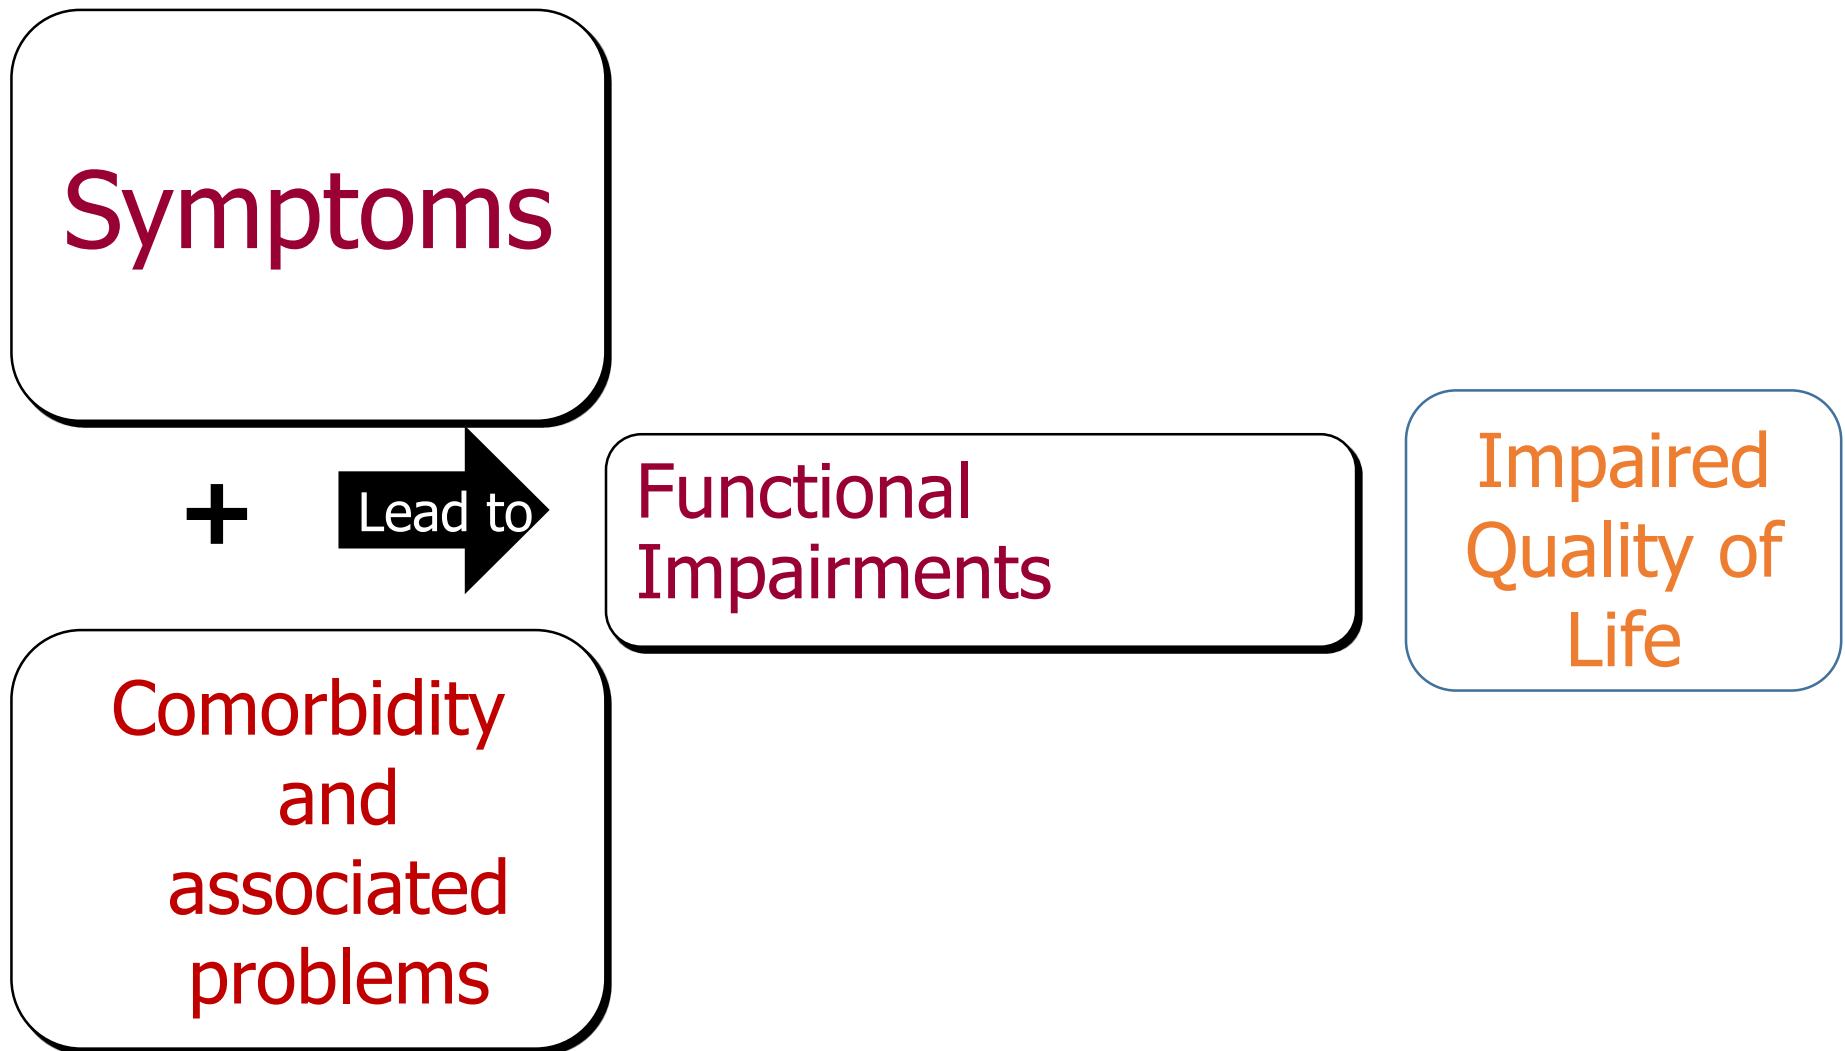 Symptoms
+
Lead to
Functional
Impairments
Impaired
Quality of
Life
Comorbidity
and
associated
problems